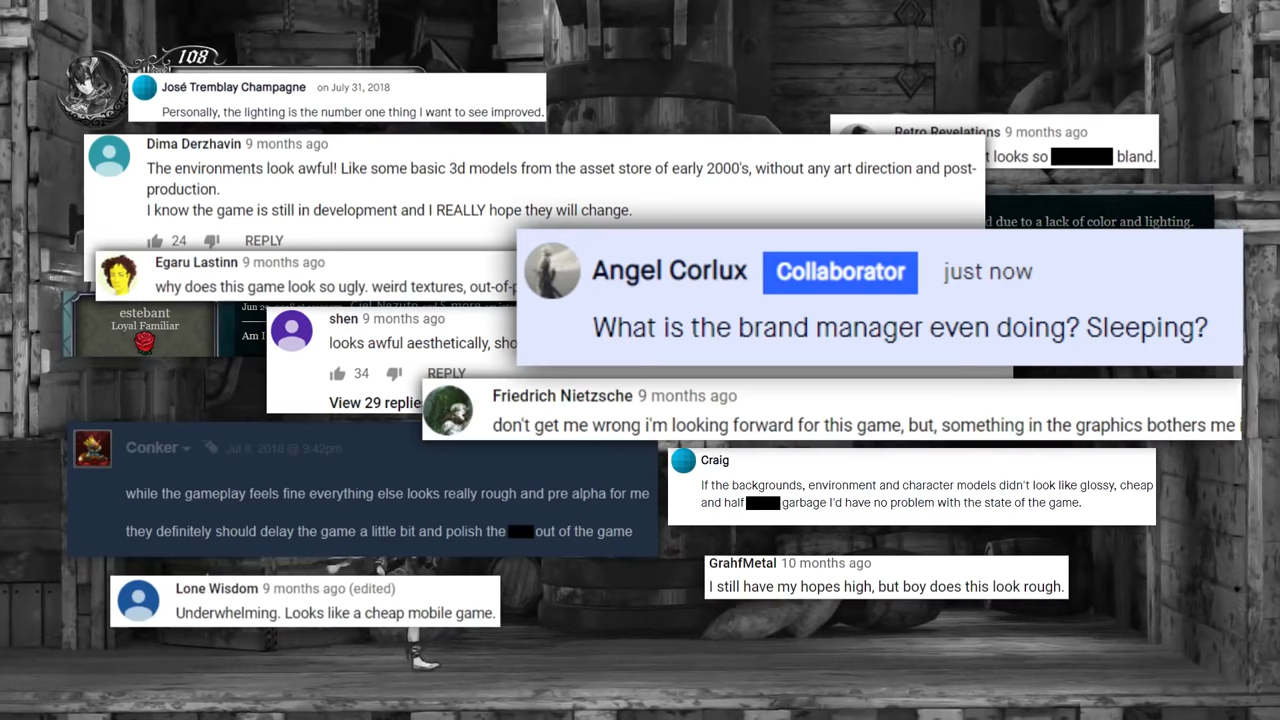 108
José Tremblay Champagne on July 31, 2018
Personally, the lighting is the number one thing I want to see improved.
Dima Derzhavin 9 months ago
The environments look awful! Like some basic 3d models from the asset store of early 2000's, without any art direction and post-
production.
I know the game is still in development and I REALLY hope they will change.
24 REPLY
Retro Revelations 9 months ago
looks so bland.
due to a lack of color and lighting.
Egaru Lastinn 9 months ago
why does this game look so ugly. weird textures,
Angel Corlux Collaborator just now
What is the brand manager even doing? Sleeping?
estebant
Loyal Familiar
Am I
shen 9 months ago
looks awful aesthetically,
34 REPLY
View 29
Friedrich Nietzsche 9 months ago
don't get me wrong i'm looking forward for this game, but, something in the graphics bothers me
Conker Jul 8, 2018 @ 9:42pm
while the gameplay feels fine everything else looks really rough and pre alpha for me
they definitely should delay the game a little bit and polish the out of the game
Craig
If the backgrounds, environment and character models didn't look like glossy, cheap
and half garbage I'd have no problem with the state of the game.
GrahfMetal 10 months ago
I still have my hopes high, but boy does this look rough.
Lone Wisdom 9 months ago (edited)
Underwhelming. Looks like a cheap mobile game.